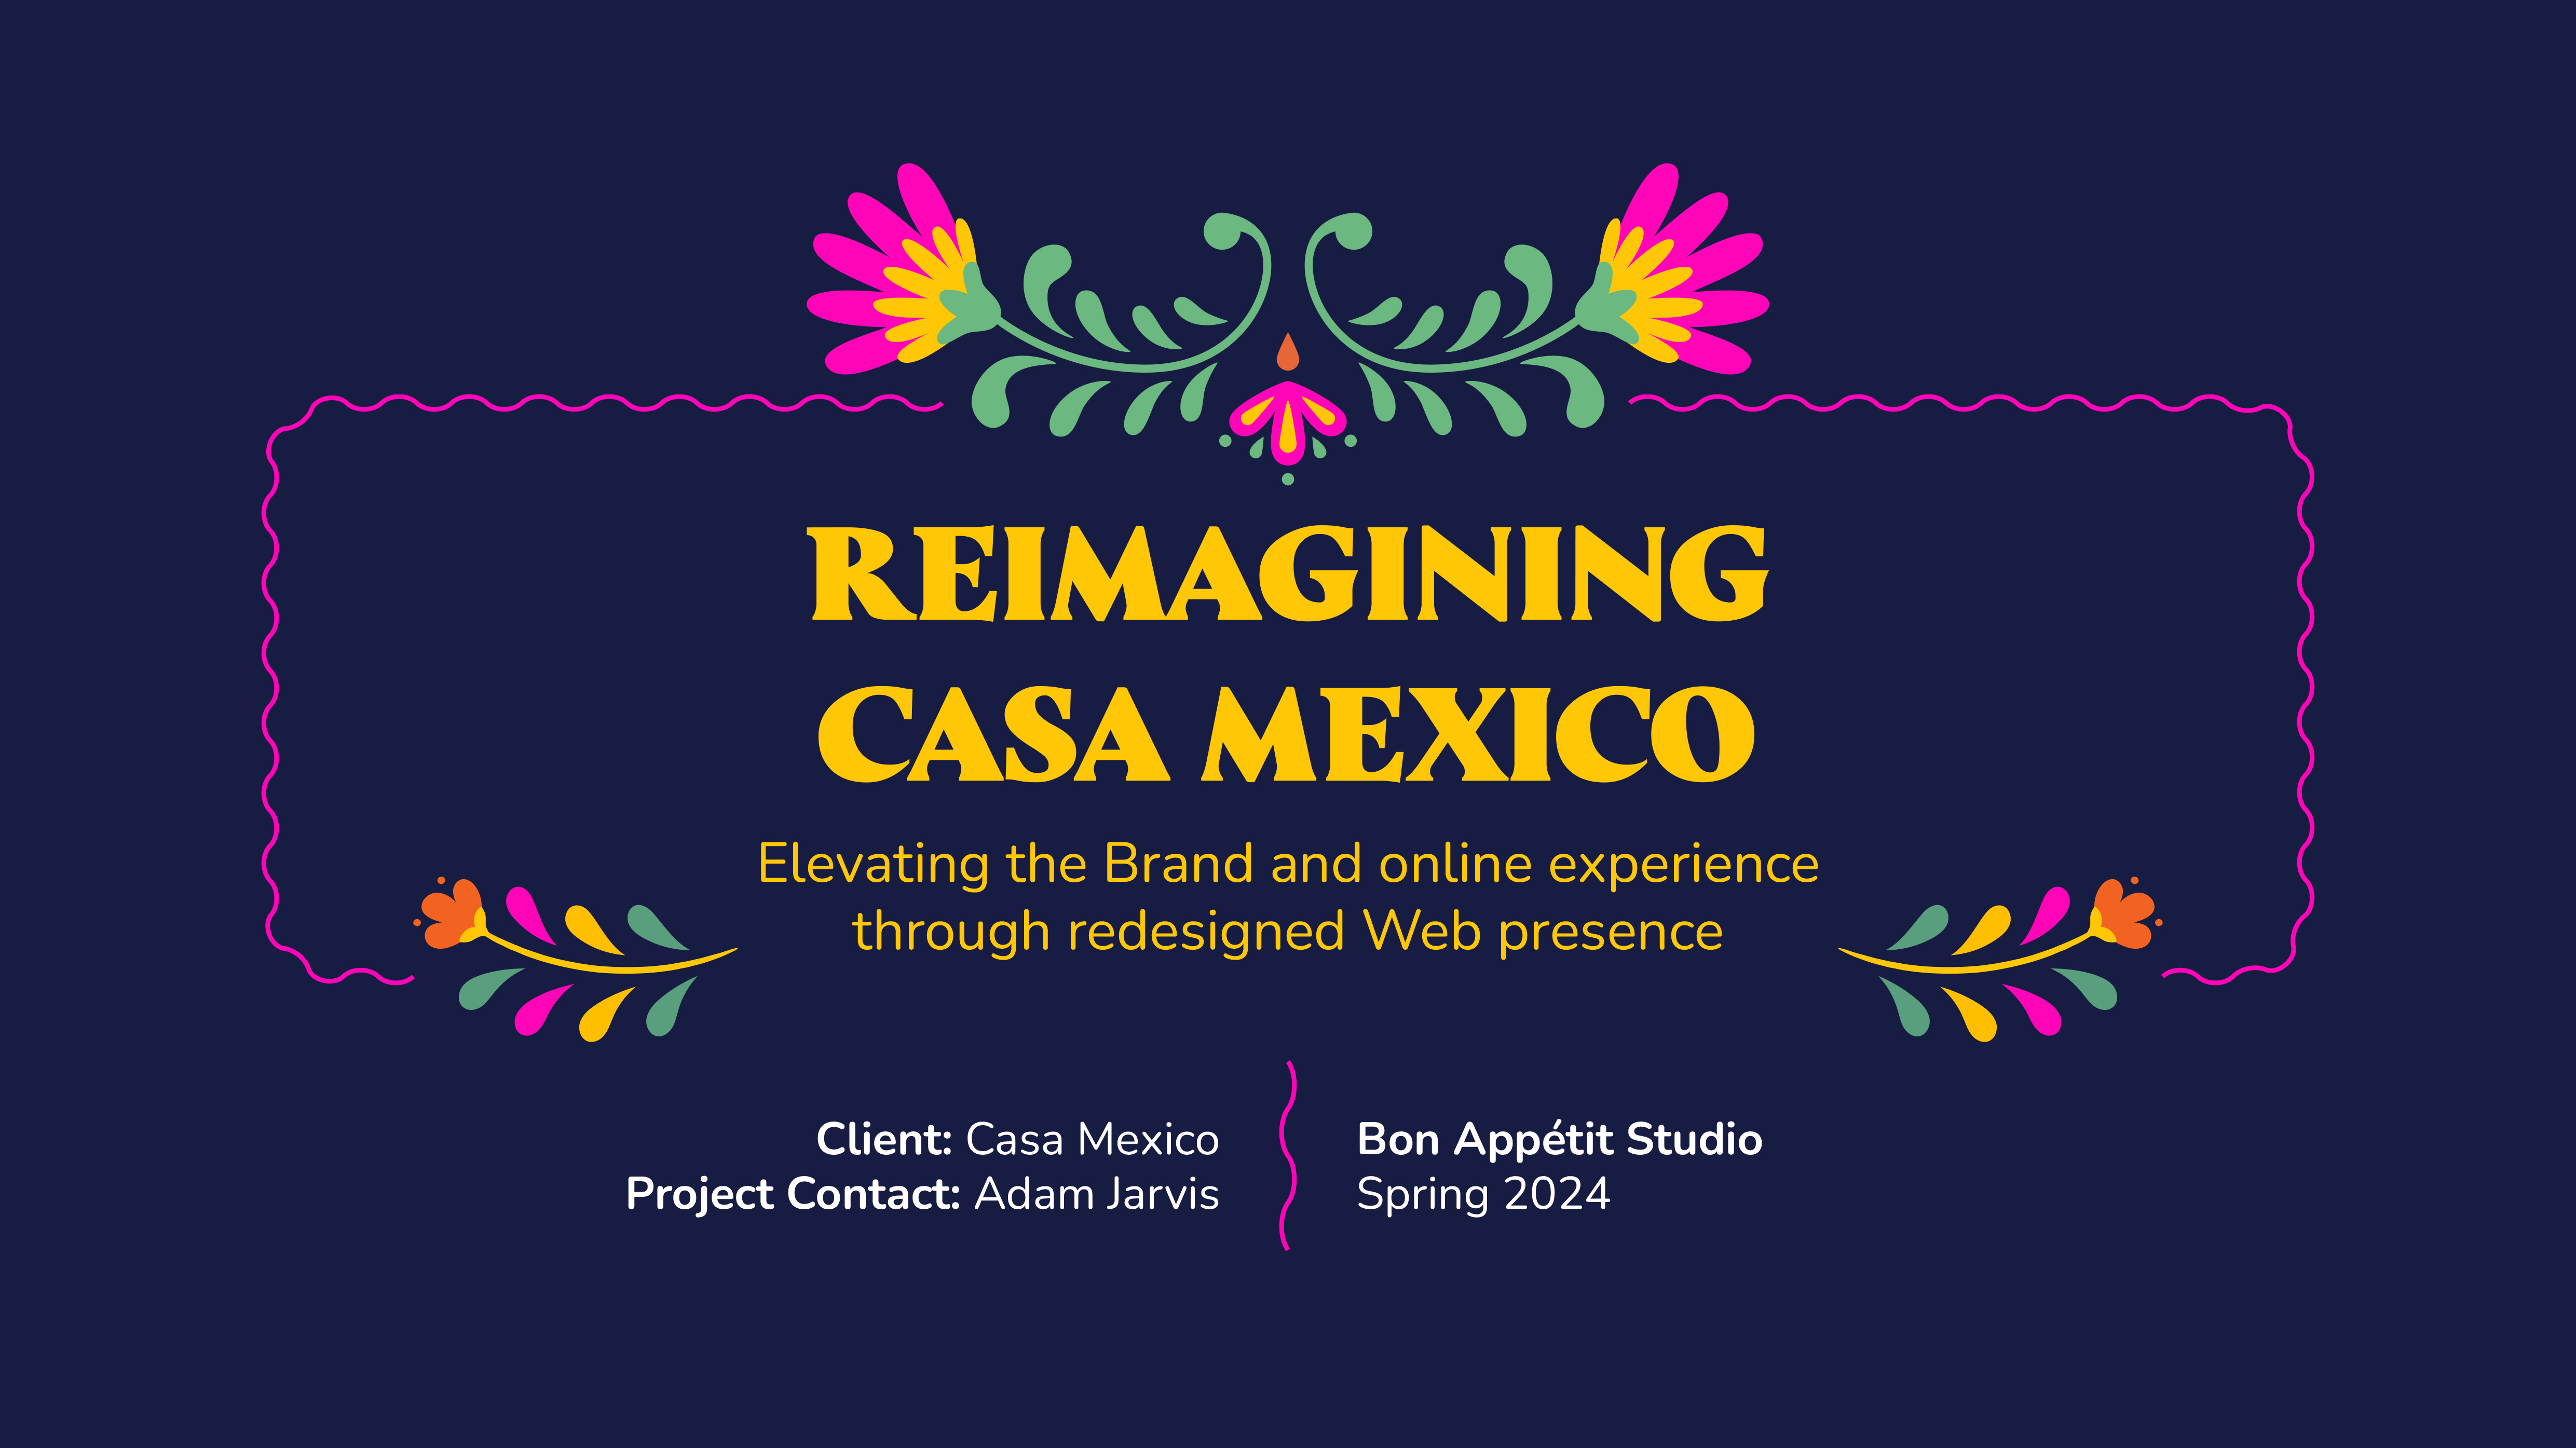 REIMAGINING
CASA MEXICO
Elevating the Brand and online experience
through redesigned Web presence
Client: Casa Mexico
Project Contact: Adam Jarvis
Bon Appétit Studio
Spring 2024